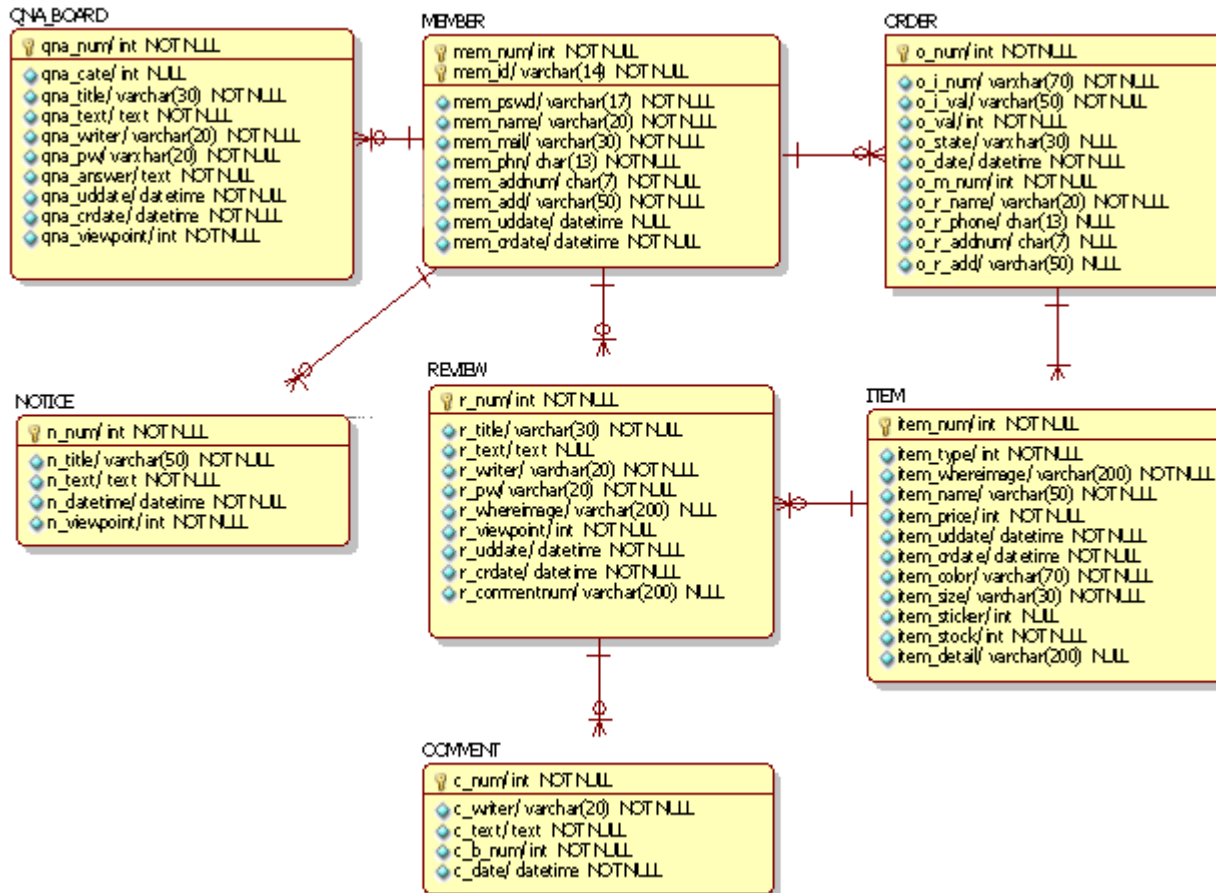 QNA_BOARD
qna_num/ int NOT NULL
qna_cate/ int NULL
qna_title/ varchar(30) NOT NULL
qna_text/ text NOT NULL
qna_writer/ varchar(20) NOT NULL
qna_pw/ varxhar(20) NOT NULL
qna_answer/ text NOT NULL
qna_uddate/ datetime NOT NULL
qna_crdate/ datetime NOT NULL
qna_viewpoint/ int NOT NULL
MEMBER
mem_num/ int NOT NULL
mem_id/ varchar(14) NOT NULL
mem_pswd/ varchar(17) NOT NULL
mem_name/ varchar(20) NOT NULL
mem_mail/ varchar(30) NOT NULL
mem_phn/ char(13) NOT NULL
mem_addnum/ char(7) NOT NULL
mem_add/ varchar(50) NOT NULL
mem_uddate/ datetime NULL
mem_crdate/ datetime NOT NULL
ORDER
o_num/ int NOT NULL
o_i_num/ varxhar(70) NOT NULL
o_i_val/ varchar(50) NOT NULL
o_val/ int NOT NULL
o_state/ varxhar(30) NULL
o_date/ datetime NOT NULL
o_m_num/ int NOT NULL
o_r_name/ varchar(20) NOT NULL
o_r_phone/ char(13) NULL
o_r_addnum/ char(7) NULL
o_r_add/ varchar(50) NULL
NOTICE
n_num/ int NOT NULL
n_title/ varchar(50) NOT NULL
n_text/ text NOT NULL
n_datetime/ datetime NOT NULL
n_viewpoint/ int NOT NULL
REVIEW
r_num/ int NOT NULL
r_title/ varchar(30) NOT NULL
r_text/ text NULL
r_writer/ varchar(20) NOT NULL
r_pw/ varchar(20) NOT NULL
r_whereimage/ varchar(200) NULL
r_viewpoint/ int NOT NULL
r_uddate/ datetime NOT NULL
r_crdate/ datetime NOT NULL
r_commentnum/ varchar(200) NULL
ITEM
item_num/ int NOT NULL
item_type/ int NOT NULL
item_whereimage/ varchar(200) NOT NULL
item_name/ varchar(50) NOT NULL
item_price/ int NOT NULL
item_uddate/ datetime NOT NULL
item_crdate/ datetime NOT NULL
item_color/ varchar(70) NOT NULL
item_size/ varchar(30) NOT NULL
item_sticker/ int NULL
item_stock/ int NOT NULL
item_detail/ varchar(200) NULL
COMMENT
c_num/ int NOT NULL
c_writer/ varchar(20) NOT NULL
c_text/ text NOT NULL
c_b_num/ int NOT NULL
c_date/ datetime NOT NULL